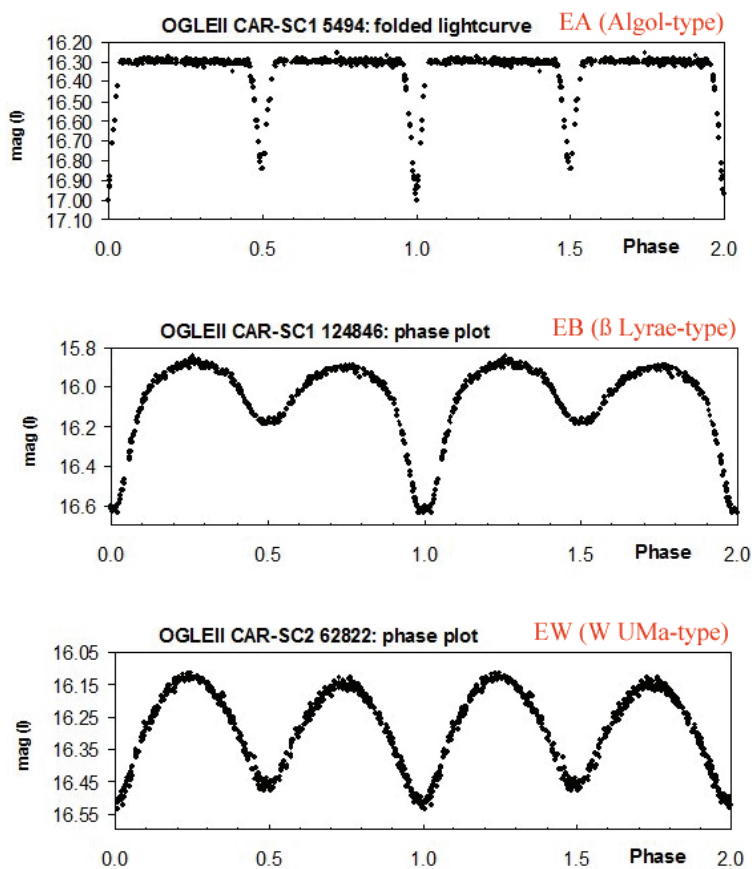 OGLEII CAR-SC1 5494: folded lightcurve EA (Algol-type)
16.20
16.30
16.40
16.50
16.60
16.70
16.80
16.90
17.00
17.10
mag (I)
0.0 0.5 1.0 1.5 Phase 2.0
OGLEII CAR-SC1 124846: phase plot EB (ß Lyrae-type)
15.8
16.0
16.2
16.4
16.6
mag (I)
0.0 0.5 1.0 1.5 Phase 2.0
OGLEII CAR-SC2 62822: phase plot EW (W UMa-type)
16.05
16.15
16.25
16.35
16.45
16.55
mag (I)
0.0 0.5 1.0 1.5 Phase 2.0